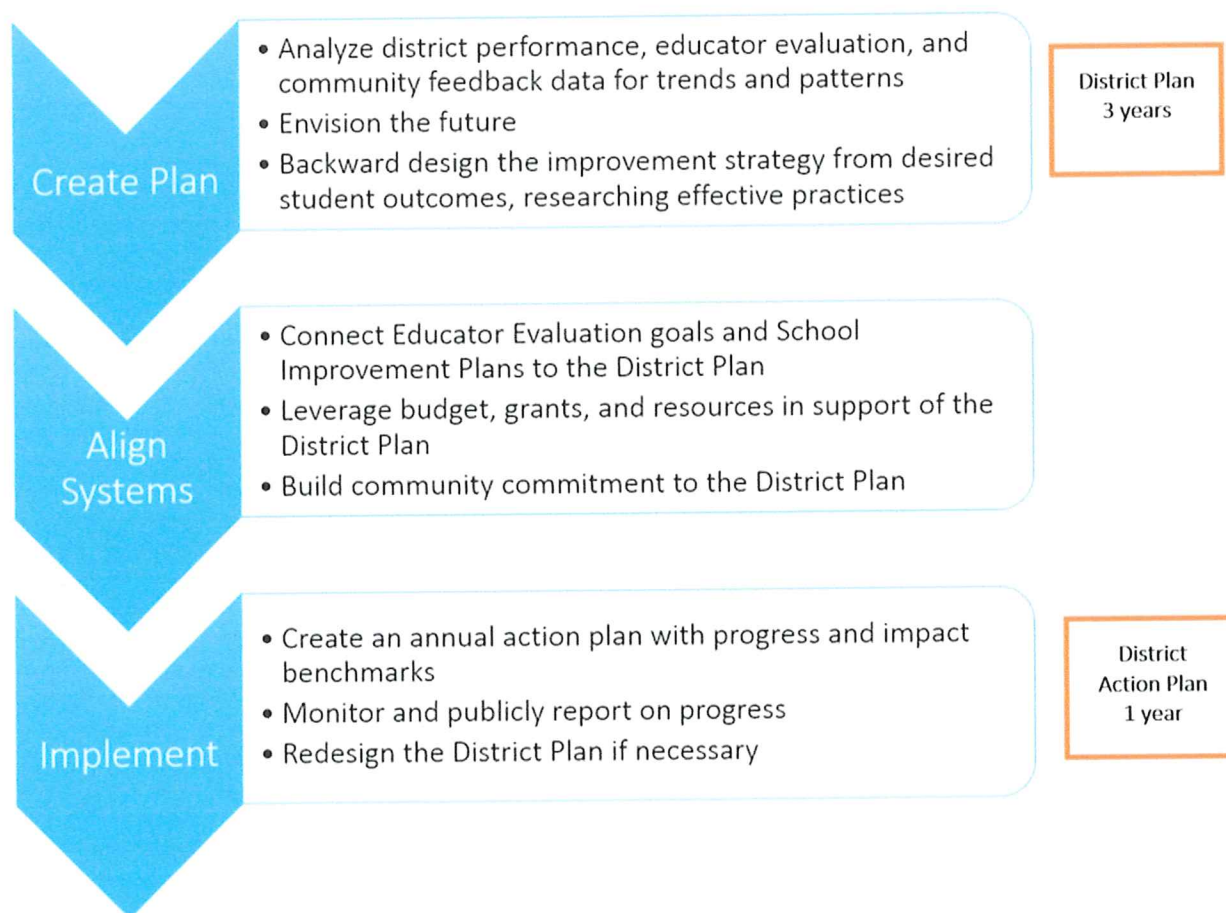 Create Plan
• Analyze district performance, educator evaluation, and
community feedback data for trends and patterns
• Envision the future
• Backward design the improvement strategy from desired
student outcomes, researching effective practices
District Plan
3 years
Align
Systems
• Connect Educator Evaluation goals and School
Improvement Plans to the District Plan
• Leverage budget, grants, and resources in support of the
District Plan
• Build community commitment to the District Plan
Implement
• Create an annual action plan with progress and impact
benchmarks
• Monitor and publicly report on progress
• Redesign the District Plan if necessary
District
Action Plan
1 year